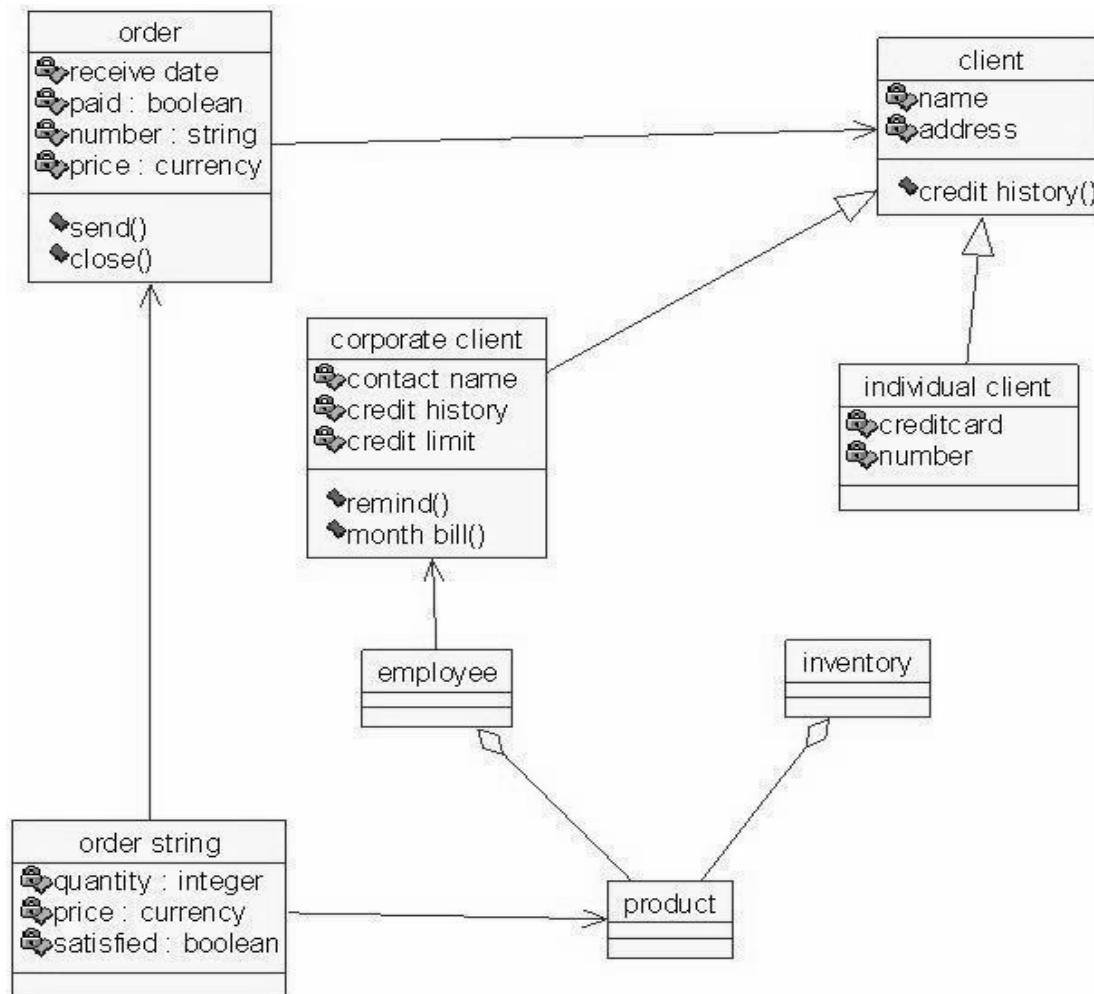 order
receive date
paid : boolean
number : string
price : currency
send()
close()
client
name
address
credit history()
corporate client
contact name
credit history
credit limit
remind()
month bill()
individual client
creditcard
number
employee
inventory
order string
quantity : integer
price : currency
satisfied : boolean
product